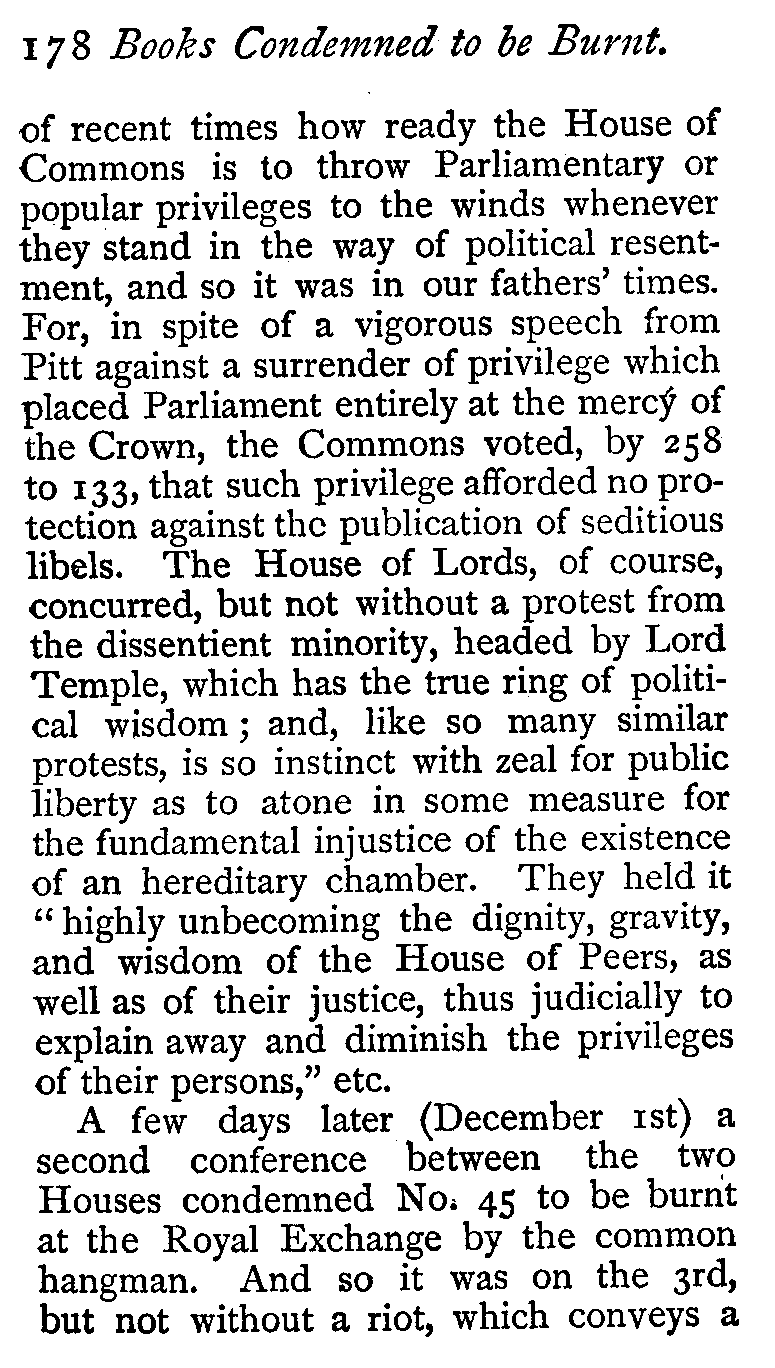 178 Books Condemned to be Burnt.
of recent times how ready the House of
Commons is to throw Parliamentary or
popular privileges to the winds whenever
they stand in the way of political resent-
ment, and so it was in our fathers’ times.
For, in spite of a vigorous speech from
Pitt against a surrender of privilege which
placed Parliament entirely at the mercy of
the Crown, the Commons voted, by 258
to 133, that such privilege afforded no pro-
tection against the publication of seditious
libels. The House of Lords, of course,
concurred, but not without a protest from
the dissentient minority, headed by Lord
Temple, which has the true ring of politi-
cal wisdom ; and, like so many similar
protests, is so instinct with zeal for public
liberty as to atone in some measure for
the fundamental injustice of the existence
of an hereditary chamber. They held it
“ highly unbecoming the dignity, gravity,
and wisdom of the House of Peers, as
well as of their justice, thus judicially to
explain away and diminish the privileges
of their persons,” etc.
A few days later (December 1st) a
second conference between the two
Houses condemned No. 45 to be burnt
at the Royal Exchange by the common
hangman. And so it was on the 3rd,
but not without a riot, which conveys a